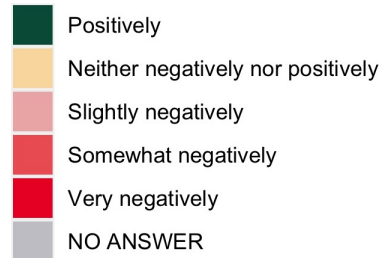 Positively
Neither negatively nor positively
Slightly negatively
Somewhat negatively
Very negatively
NO ANSWER